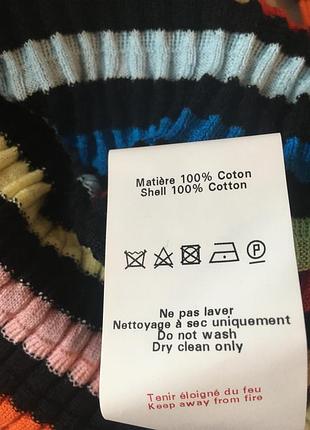 Matière 100% Coton
Shell 100% Cotton
P
Ne pas laver
Nettoyage à sec uniquement
Do not wash
Dry clean only
Tenir éloigné du feu
Keep away from fire